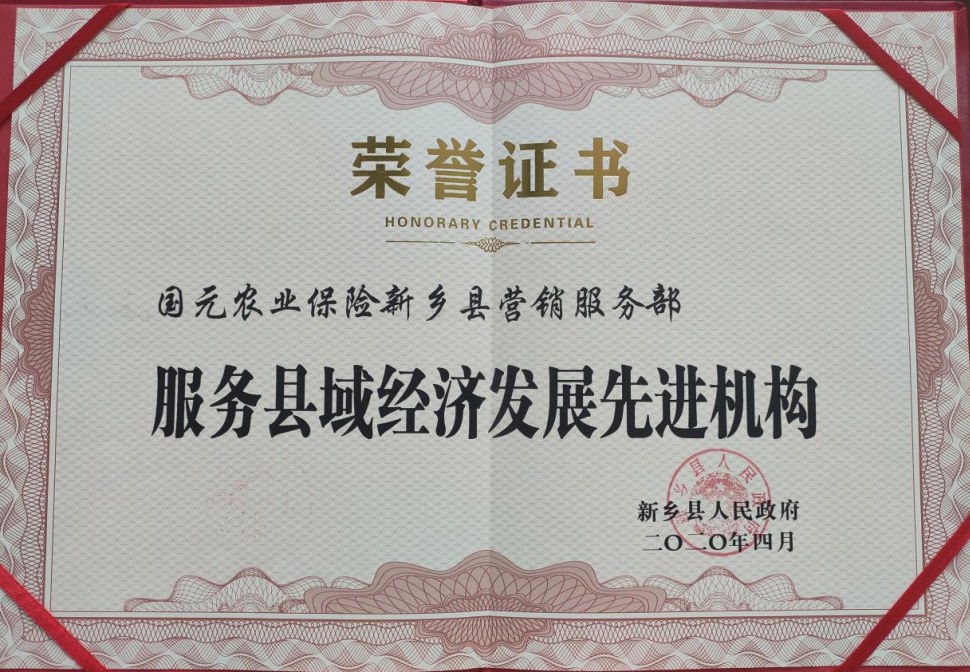 荣誉证书
HONORARY CREDENTIAL
国元农业保险新乡县营销服务部
服务县域经济发展先进机构
新乡县人民政府
二〇二〇年四月